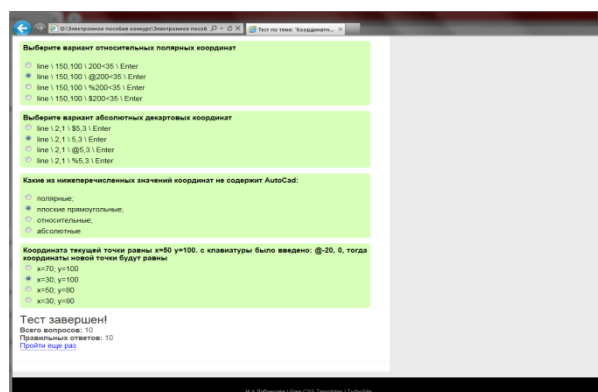 D:\Электронное пособие конкурс\Электронное пособ
Тест по теме: "Координаты...
Выберите вариант относительных полярных координат
line \ 150,100 \ 200<35 \ Enter
line \ 150,100 \ @200<35 \ Enter
line \ 150,100 \ %200<35 \ Enter
line \ 150,100 \ $200<35 \ Enter
Выберите вариант абсолютных декартовых координат
line \ 2,1 \ $5,3 \ Enter
line \ 2,1 \ 5,3 \ Enter
line \ 2,1 \ @5,3 \ Enter
line \ 2,1 \ %5,3 \ Enter
Какие из нижеперечисленных значений координат не содержит AutoCad:
полярные;
плоские прямоугольные;
относительные;
абсолютные
Координата текущей точки равны x=50 y=100. с клавиатуры было введено: @-20, 0, тогда
координаты новой точки будут равны
x=70; y=100
x=30; y=100
x=50; y=80
x=30; y=80
Тест завершен!
Всего вопросов: 10
Правильных ответов: 10
Пройти еще раз
| Free CSS Templates | TurboSite